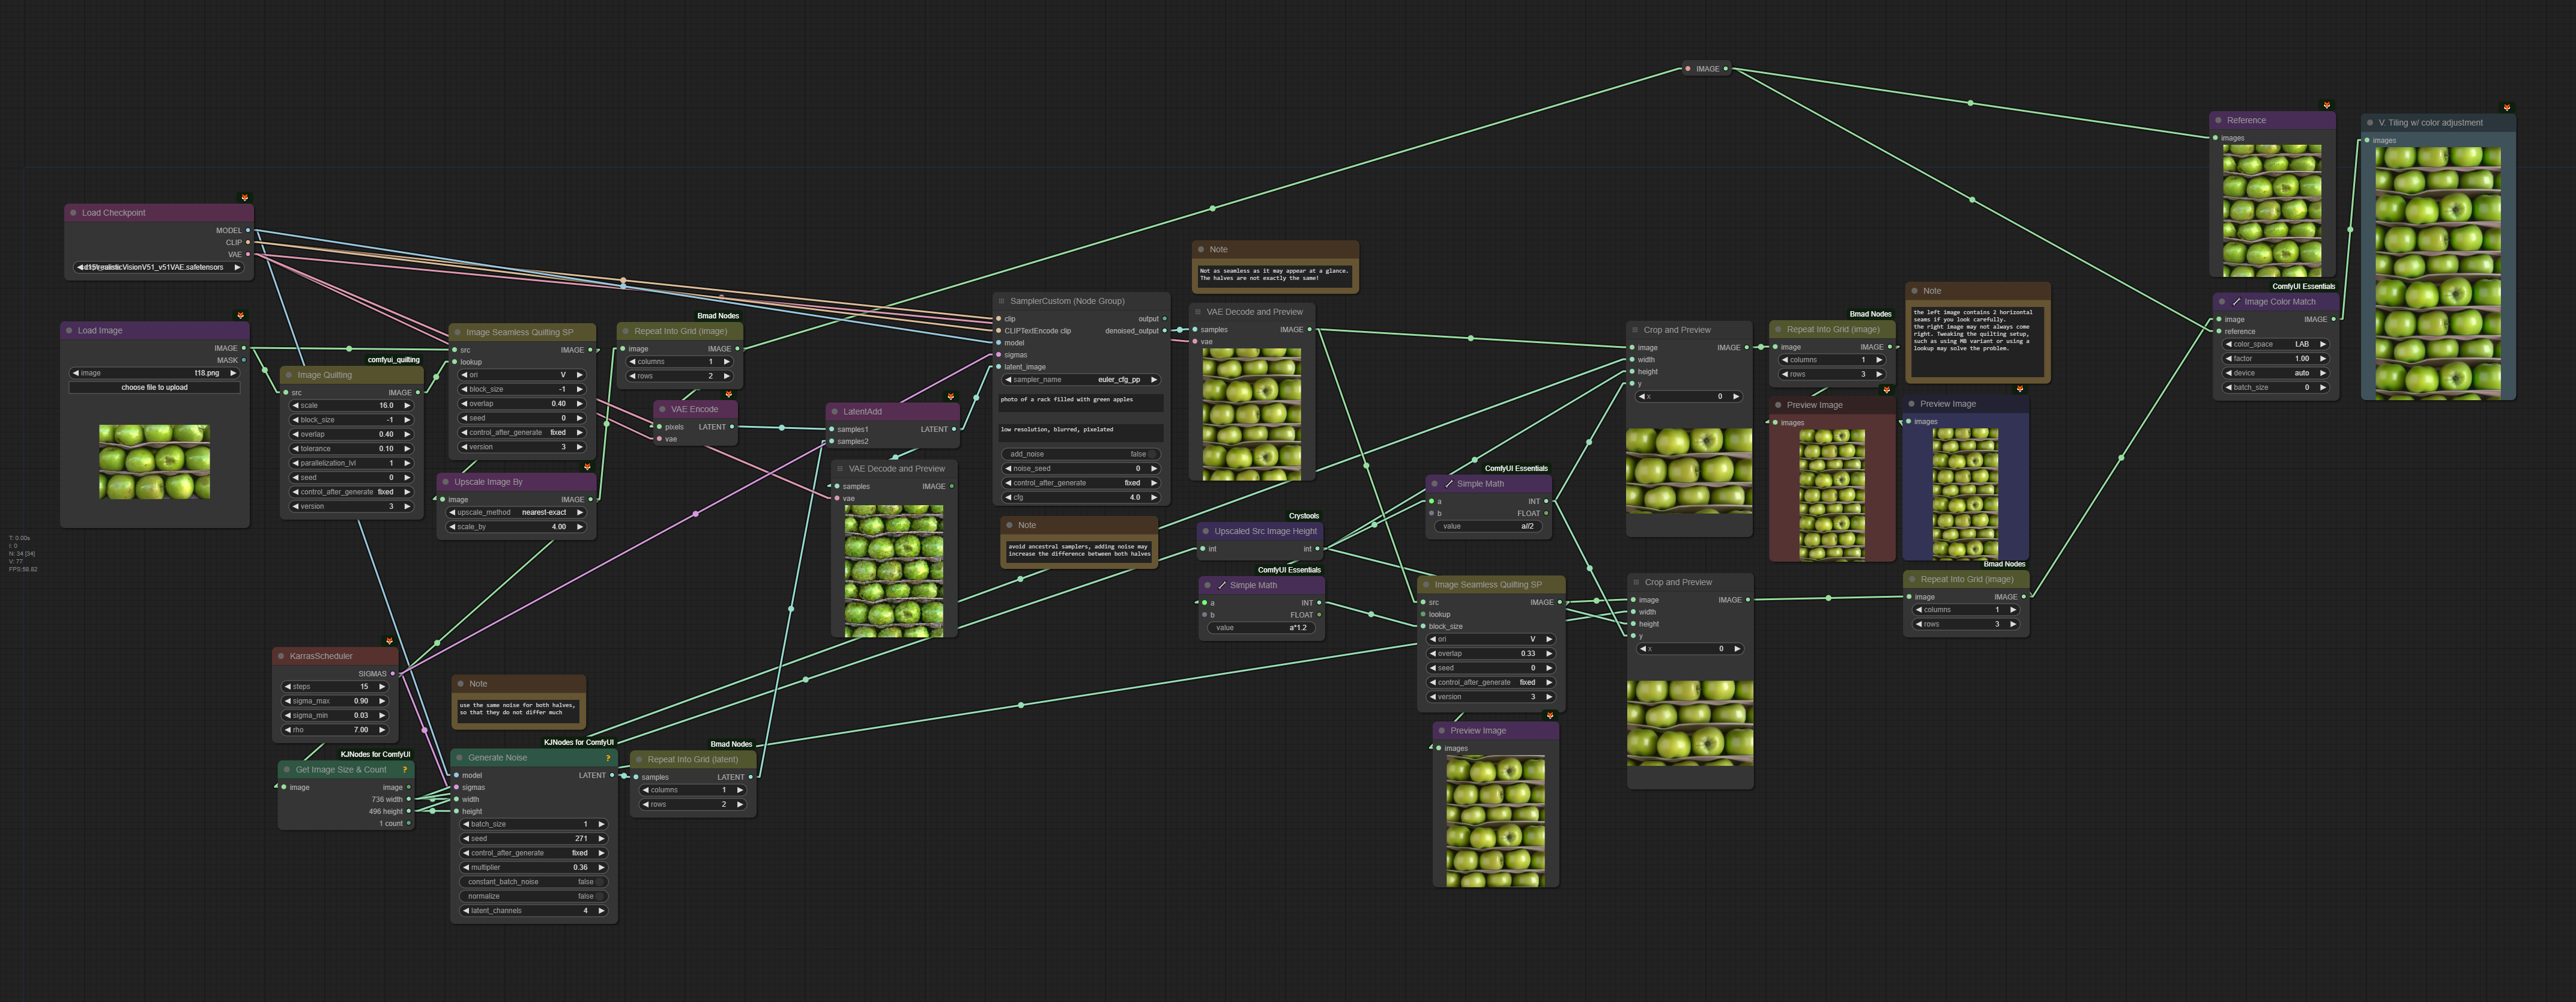 IMAGE
Load Checkpoint
MODEL
CLIP
VAE
Load Image
IMAGE
MASK
image t18.png
choose file to upload
T: 0.00s
I: 0
N: 34 [34]
V: 77
FPS:58.82
comfyui_quilting
Image Quilting
src IMAGE
scale 16.0
block_size -1
overlap 0.40
tolerance 0.10
parallelization_lvl 1
seed 0
control_after_generate fixed
version 3
Image Seamless Quilting SP
src IMAGE
lookup
ori V
block_size -1
overlap 0.40
seed 0
control_after_generate fixed
version 3
Upscale Image By
image IMAGE
upscale_method nearest-exact
scale_by 4.00
Bmad Nodes
Repeat Into Grid (image)
image IMAGE
columns 1
rows 2
VAE Encode
pixels LATENT
vae
LatentAdd
samples1 LATENT
samples2
VAE Decode and Preview
samples IMAGE
vae
KarrasScheduler
SIGMAS
steps 15
sigma_max 0.90
sigma_min 0.03
rho 7.00
KJNodes for ComfyUI
Get Image Size & Count ?
image image
736 width
496 height
1 count
Note
use the same noise for both halves,
so that they do not differ much
KJNodes for ComfyUI
Generate Noise ?
model LATENT
sigmas
width
height
batch_size 1
seed 271
control_after_generate fixed
multiplier 0.36
constant_batch_noise false
normalize false
latent_channels 4
Bmad Nodes
Repeat Into Grid (latent)
samples LATENT
columns 1
rows 2
SamplerCustom (Node Group)
clip output
CLIPTextEncode clip denoised_output
model
sigmas
latent_image
sampler_name euler_cfg_pp
photo of a rack filled with green apples
low resolution, blurred, pixelated
add_noise false
noise_seed 0
control_after_generate fixed
cfg 4.0
Note
avoid ancestral samplers, adding noise may
increase the difference between both halves
Note
Not as seamless as it may appear at a glance.
The halves are not exactly the same!
VAE Decode and Preview
samples IMAGE
vae
Crystools
Upscaled Src Image Height
int int
ComfyUI Essentials
Simple Math
a INT
b FLOAT
value a*1.2
ComfyUI Essentials
Simple Math
a INT
b FLOAT
value a//2
Image Seamless Quilting SP
src IMAGE
lookup
block_size
ori V
overlap 0.33
seed 0
control_after_generate fixed
version 3
Preview Image
images
Crop and Preview
image IMAGE
width
height
y
x 0
Crop and Preview
image IMAGE
width
height
y
x 0
Bmad Nodes
Repeat Into Grid (image)
image IMAGE
columns 1
rows 3
Preview Image
images
Note
the left image contains 2 horizontal
seams if you look carefully.
the right image may not always come
right. Tweaking the quilting setup,
such as using MB variant or using a
lookup may solve the problem.
Preview Image
images
Bmad Nodes
Repeat Into Grid (image)
image IMAGE
columns 1
rows 3
Reference
images
ComfyUI Essentials
Image Color Match
image IMAGE
reference
color_space LAB
factor 1.00
device auto
batch_size 0
V. Tiling w/ color adjustment
images